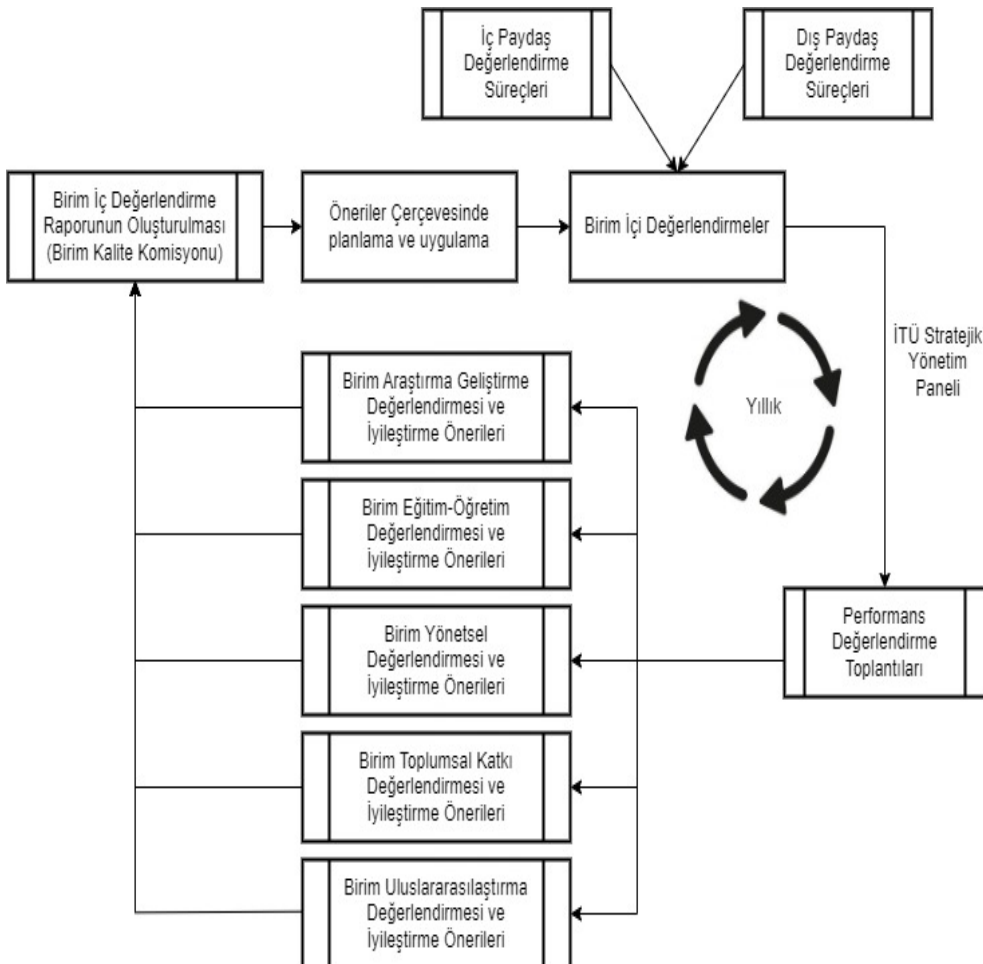 İç Paydaş
Değerlendirme
Süreçleri
Dış Paydaş
Değerlendirme
Süreçleri
Birim İç Değerlendirme
Raporunun Oluşturulması
(Birim Kalite Komisyonu)
Öneriler Çerçevesinde
planlama ve uygulama
Birim İçi Değerlendirmeler
İTÜ Stratejik
Yönetim
Paneli
Yıllık
Birim Araştırma Geliştirme
Değerlendirmesi ve
İyileştirme Önerileri
Birim Eğitim-Öğretim
Değerlendirmesi ve
İyileştirme Önerileri
Birim Yönetsel
Değerlendirmesi ve
İyileştirme Önerileri
Performans
Değerlendirme
Toplantıları
Birim Toplumsal Katkı
Değerlendirmesi ve
İyileştirme Önerileri
Birim Uluslararasılaştırma
Değerlendirmesi ve
İyileştirme Önerileri